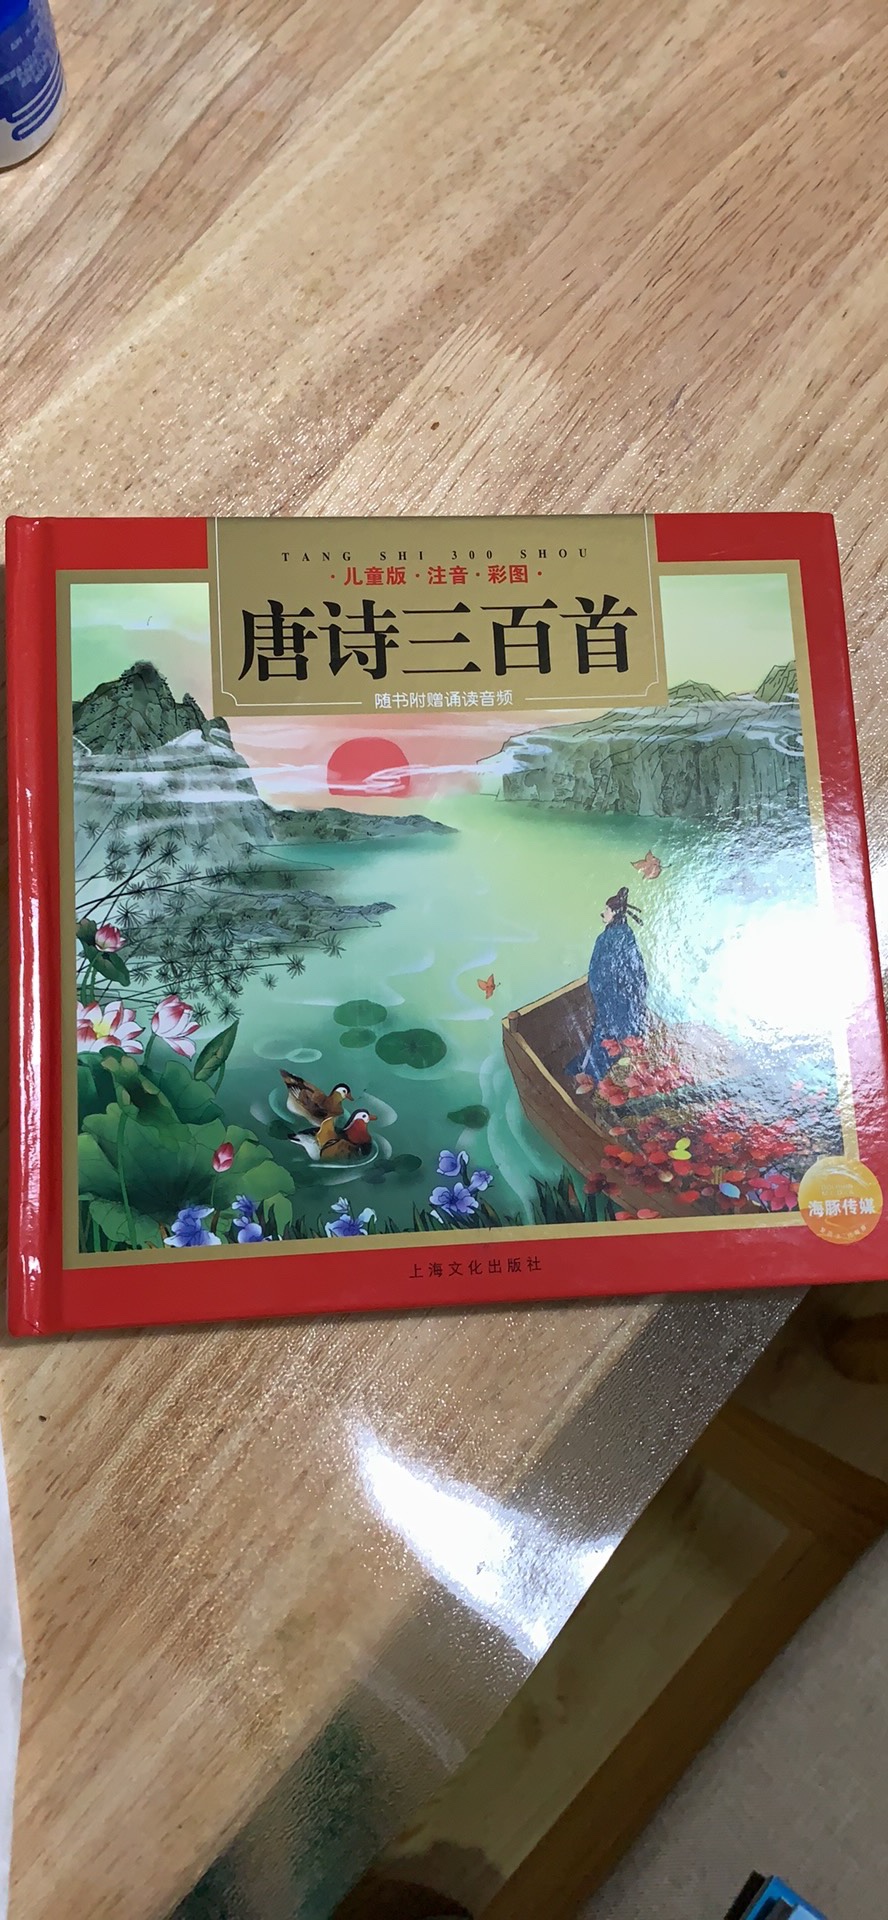 TANG SHI 300 SHOU
·儿童版·注音·彩图·
唐诗三百首
随书附赠诵读音频
海豚传媒
上海文化出版社